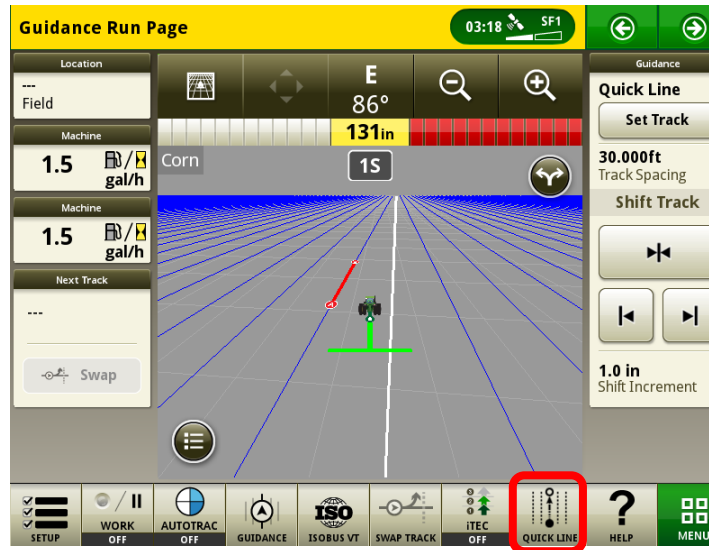 Guidance Run Page
03:18
SF1
Location
---
Field
Machine
1.5
gal/h
Machine
1.5
gal/h
Next Track
---
Swap
E
86°
131in
Corn
1S
Guidance
Quick Line
Set Track
30.000ft
Track Spacing
Shift Track
1.0 in
Shift Increment
SETUP
WORK
OFF
AUTOTRAC
OFF
GUIDANCE
ISO
ISOBUS VT
SWAP TRACK
iTEC
OFF
QUICK LINE
?
HELP
MENU